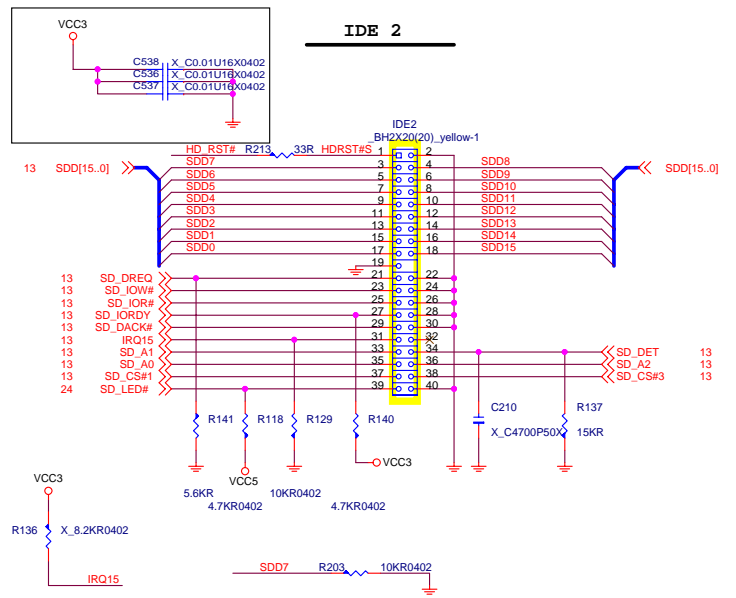 IDE 2
VCC3
C538 X_C0.01U16X0402
C536 X_C0.01U16X0402
C537 X_C0.01U16X0402
IDE2
_BH2X20(20)_yellow-1
HD_RST# R213 33R HDRST#S 1 2
13 SDD[15..0] SDD7 3 4 SDD8 SDD[15..0]
SDD6 5 6 SDD9
SDD5 7 8 SDD10
SDD4 9 10 SDD11
SDD3 11 12 SDD12
SDD2 13 14 SDD13
SDD1 15 16 SDD14
SDD0 17 18 SDD15
19
13 SD_DREQ 21 22
13 SD_IOW# 23 24
13 SD_IOR# 25 26
13 SD_IORDY 27 28
13 SD_DACK# 29 30
13 IRQ15 31 32
13 SD_A1 33 34 SD_DET 13
13 SD_A0 35 36 SD_A2 13
13 SD_CS#1 37 38 SD_CS#3 13
24 SD_LED# 39 40
R141 R118 R129 R140 C210 R137
X_C4700P50X 15KR
VCC3
VCC5
5.6KR 10KR0402
4.7KR0402 4.7KR0402
VCC3
R136 X_8.2KR0402
IRQ15
SDD7 R203 10KR0402